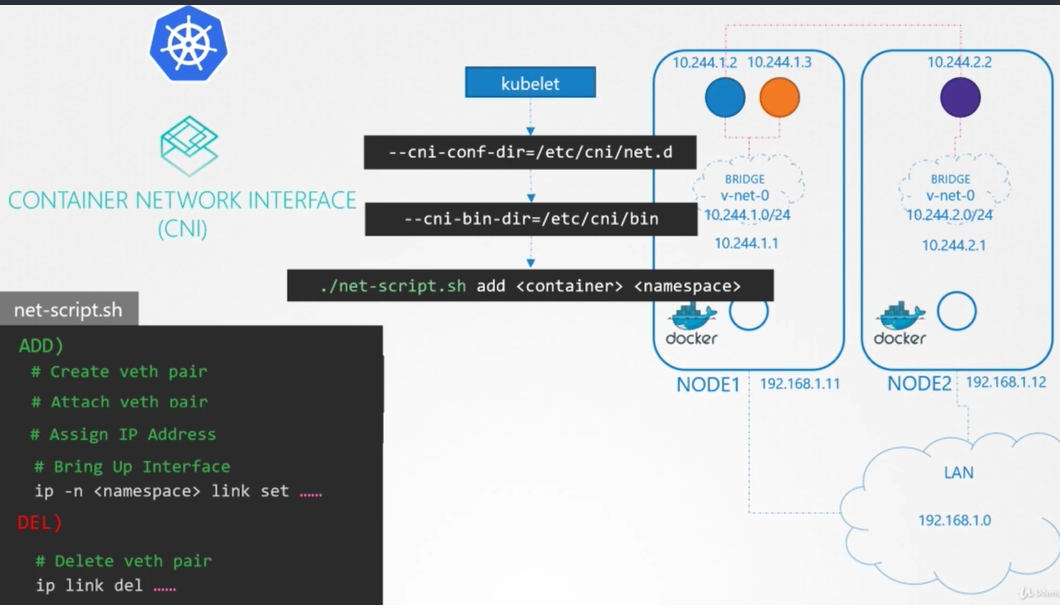 kubelet
--cni-conf-dir=/etc/cni/net.d
--cni-bin-dir=/etc/cni/bin
./net-script.sh add <container> <namespace>
CONTAINER NETWORK INTERFACE
(CNI)
net-script.sh
ADD)
# Create veth pair
# Attach veth pair
# Assign IP Address
# Bring Up Interface
ip -n <namespace> link set ......
DEL)
# Delete veth pair
ip link del ......
10.244.1.2 10.244.1.3
BRIDGE
v-net-0
10.244.1.0/24
10.244.1.1
docker
NODE1 192.168.1.11
10.244.2.2
BRIDGE
v-net-0
10.244.2.0/24
10.244.2.1
docker
NODE2 192.168.1.12
LAN
192.168.1.0
Udemy